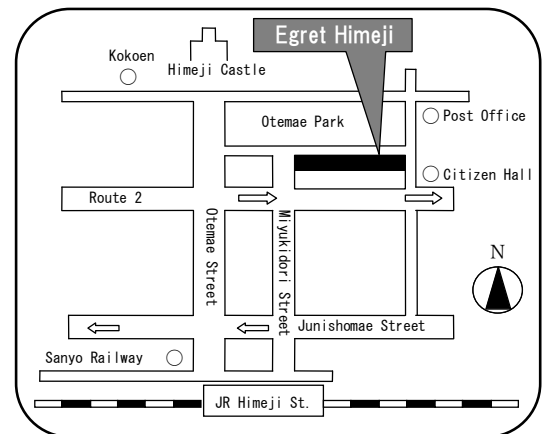 Egret Himeji
Kokoen
Himeji Castle
Otemae Park
Post Office
Citizen Hall
Route 2
Otemae Street
Miyukidori Street
N
Junishomae Street
Sanyo Railway
JR Himeji St.